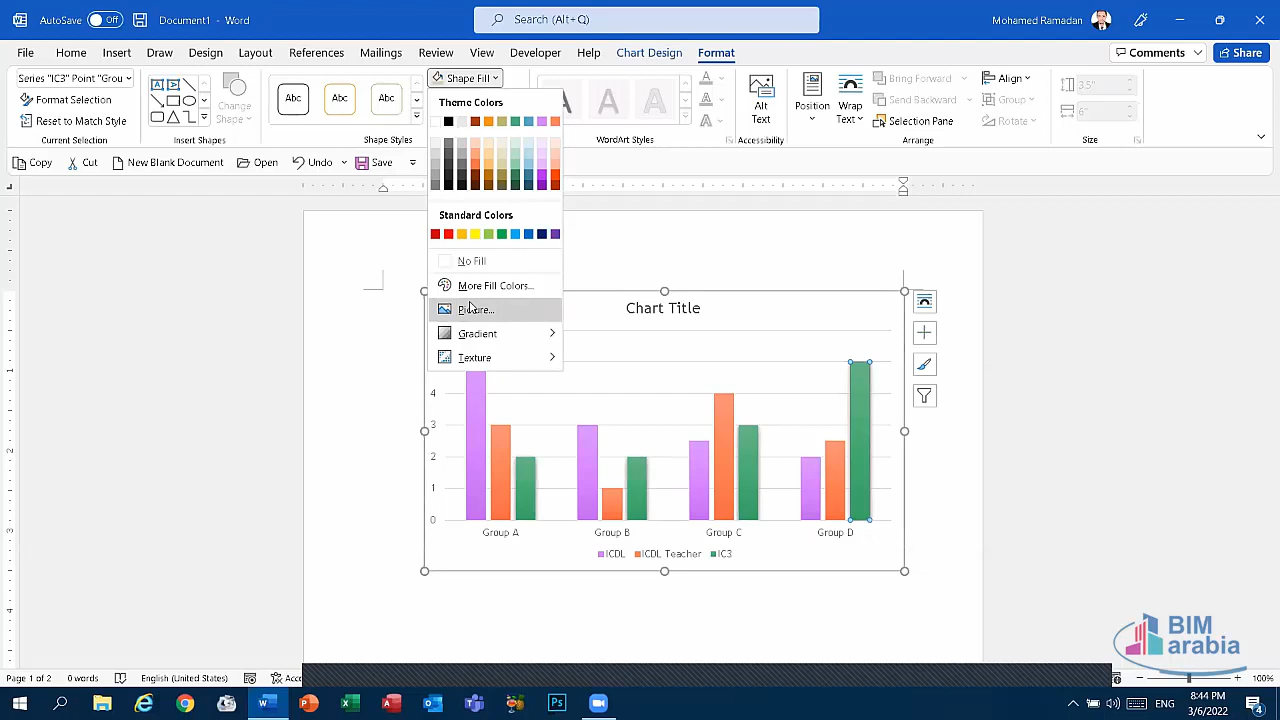 AutoSave Off Document1 - Word Search (Alt+Q) Mohamed Ramadan
File Home Insert Draw Design Layout References Mailings Review View Developer Help Chart Design Format Comments Share
Series "IC3" Point "Grou Shape Fill Align 3.5"
Format Selection Abc Abc Abc Change Shape A A A Alt Text Position Wrap Text Bring Forward Send Backward Group 6"
Reset to Match Style Selection Pane Rotate
Current Selection Insert Shapes Shape Styles WordArt Styles Accessibility Arrange Size
Copy Cut New Blank Document Open Undo Save
Theme Colors
Standard Colors
No Fill
More Fill Colors...
Picture...
Gradient
Texture
Chart Title
4
3
2
1
0
Group A Group B Group C Group D
ICDL ICDL Teacher IC3
BIM
arabia
Page 1 of 2 0 words English (United States) Acce 100%
8:44 PM
3/6/2022
4